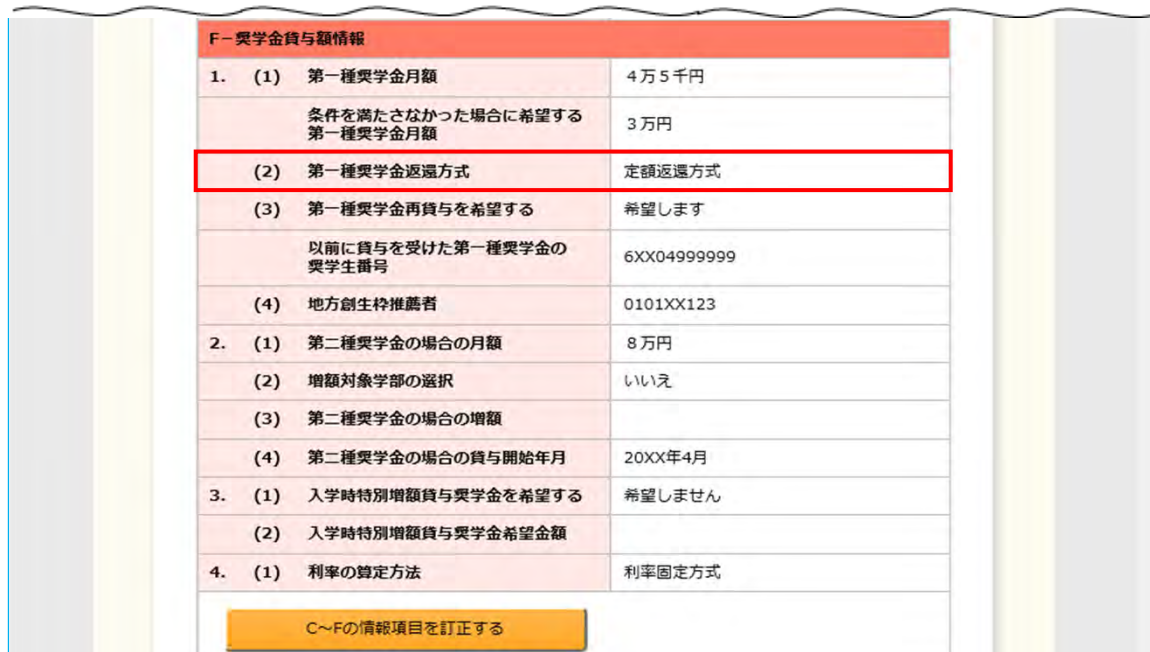 F－奨学金貸与額情報
1. (1) 第一種奨学金月額 4万5千円
条件を満たさなかった場合に希望する
第一種奨学金月額 3万円
(2) 第一種奨学金返還方式 定額返還方式
(3) 第一種奨学金再貸与を希望する 希望します
以前に貸与を受けた第一種奨学金の
奨学生番号 6XX04999999
(4) 地方創生枠推薦者 0101XX123
2. (1) 第二種奨学金の場合の月額 8万円
(2) 増額対象学部の選択 いいえ
(3) 第二種奨学金の場合の増額
(4) 第二種奨学金の場合の貸与開始年月 20XX年4月
3. (1) 入学時特別増額貸与奨学金を希望する 希望しません
(2) 入学時特別増額貸与奨学金希望金額
4. (1) 利率の算定方法 利率固定方式
C～Fの情報項目を訂正する